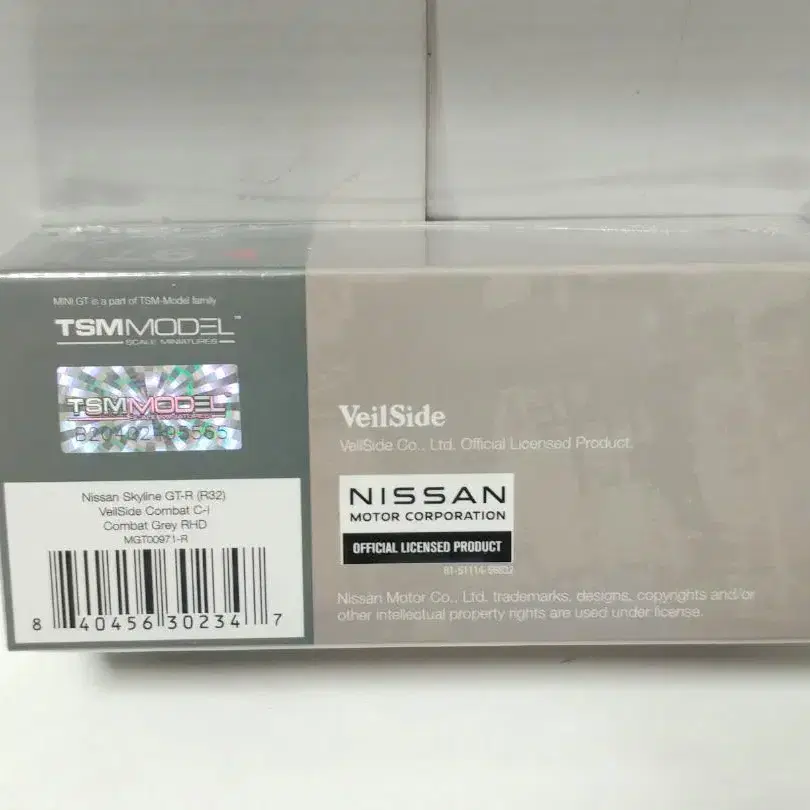 MINI GT is a part of TSM-Model family
TSMMODEL™
SCALE MINIATURES
TSMMODEL
Nissan Skyline GT-R (R32)
VeilSide Combat C-I
Combat Grey RHD
MGT00971-R
8 40456 30234 7
VeilSide
VeilSide Co., Ltd. Official Licensed Product.
NISSAN
MOTOR CORPORATION
OFFICIAL LICENSED PRODUCT
Nissan Motor Co., Ltd. trademarks, designs, copyrights and/or
other intellectual property rights are used under license.